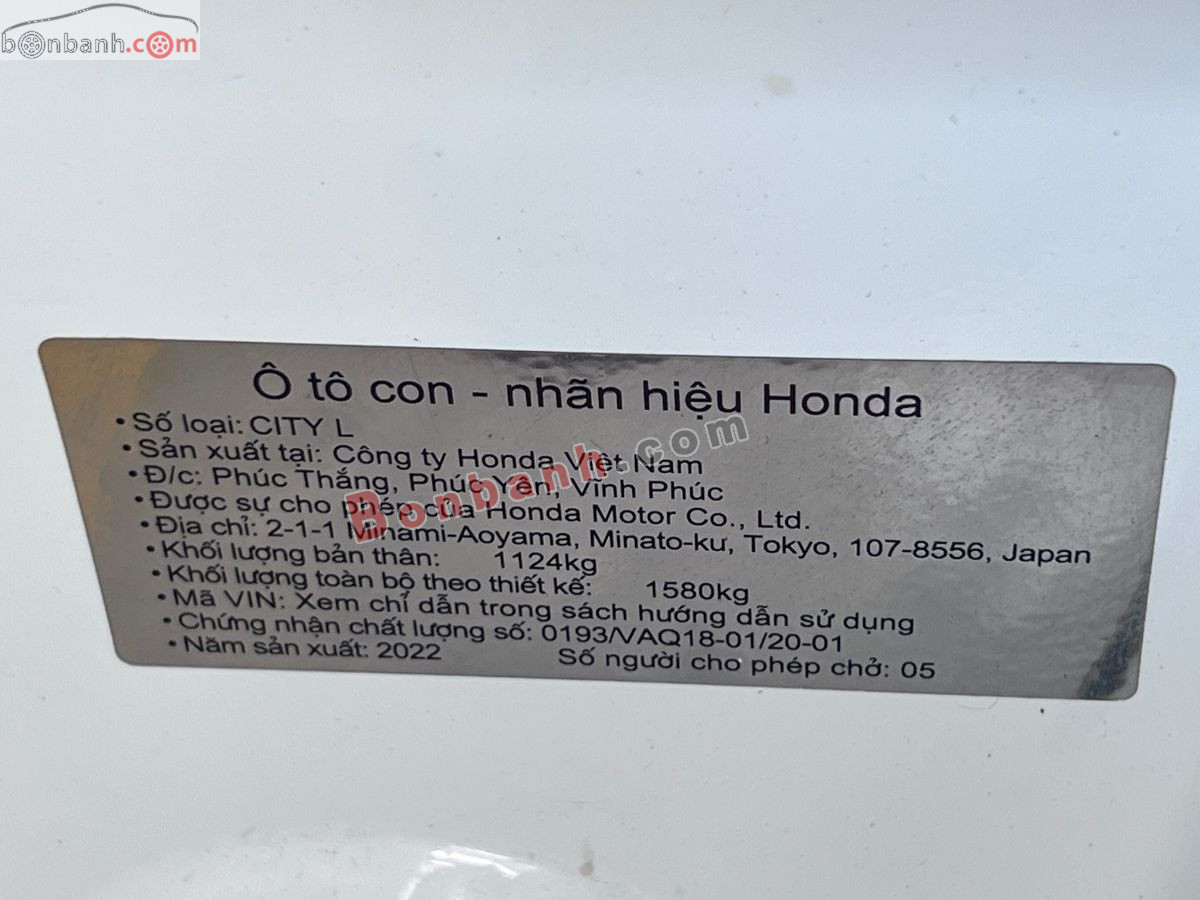 bonbanh.com
Ô tô con - nhãn hiệu Honda
• Số loại: CITY L
• Sản xuất tại: Công ty Honda Việt Nam
• Đ/c: Phúc Thắng, Phúc Yên, Vĩnh Phúc
• Được sự cho phép của Honda Motor Co., Ltd.
• Địa chỉ: 2-1-1 Minami-Aoyama, Minato-ku, Tokyo, 107-8556, Japan
• Khối lượng bản thân: 1124kg
• Khối lượng toàn bộ theo thiết kế: 1580kg
• Mã VIN: Xem chỉ dẫn trong sách hướng dẫn sử dụng
• Chứng nhận chất lượng số: 0193/VAQ18-01/20-01
• Năm sản xuất: 2022 Số người cho phép chở: 05
Bonbanh.com